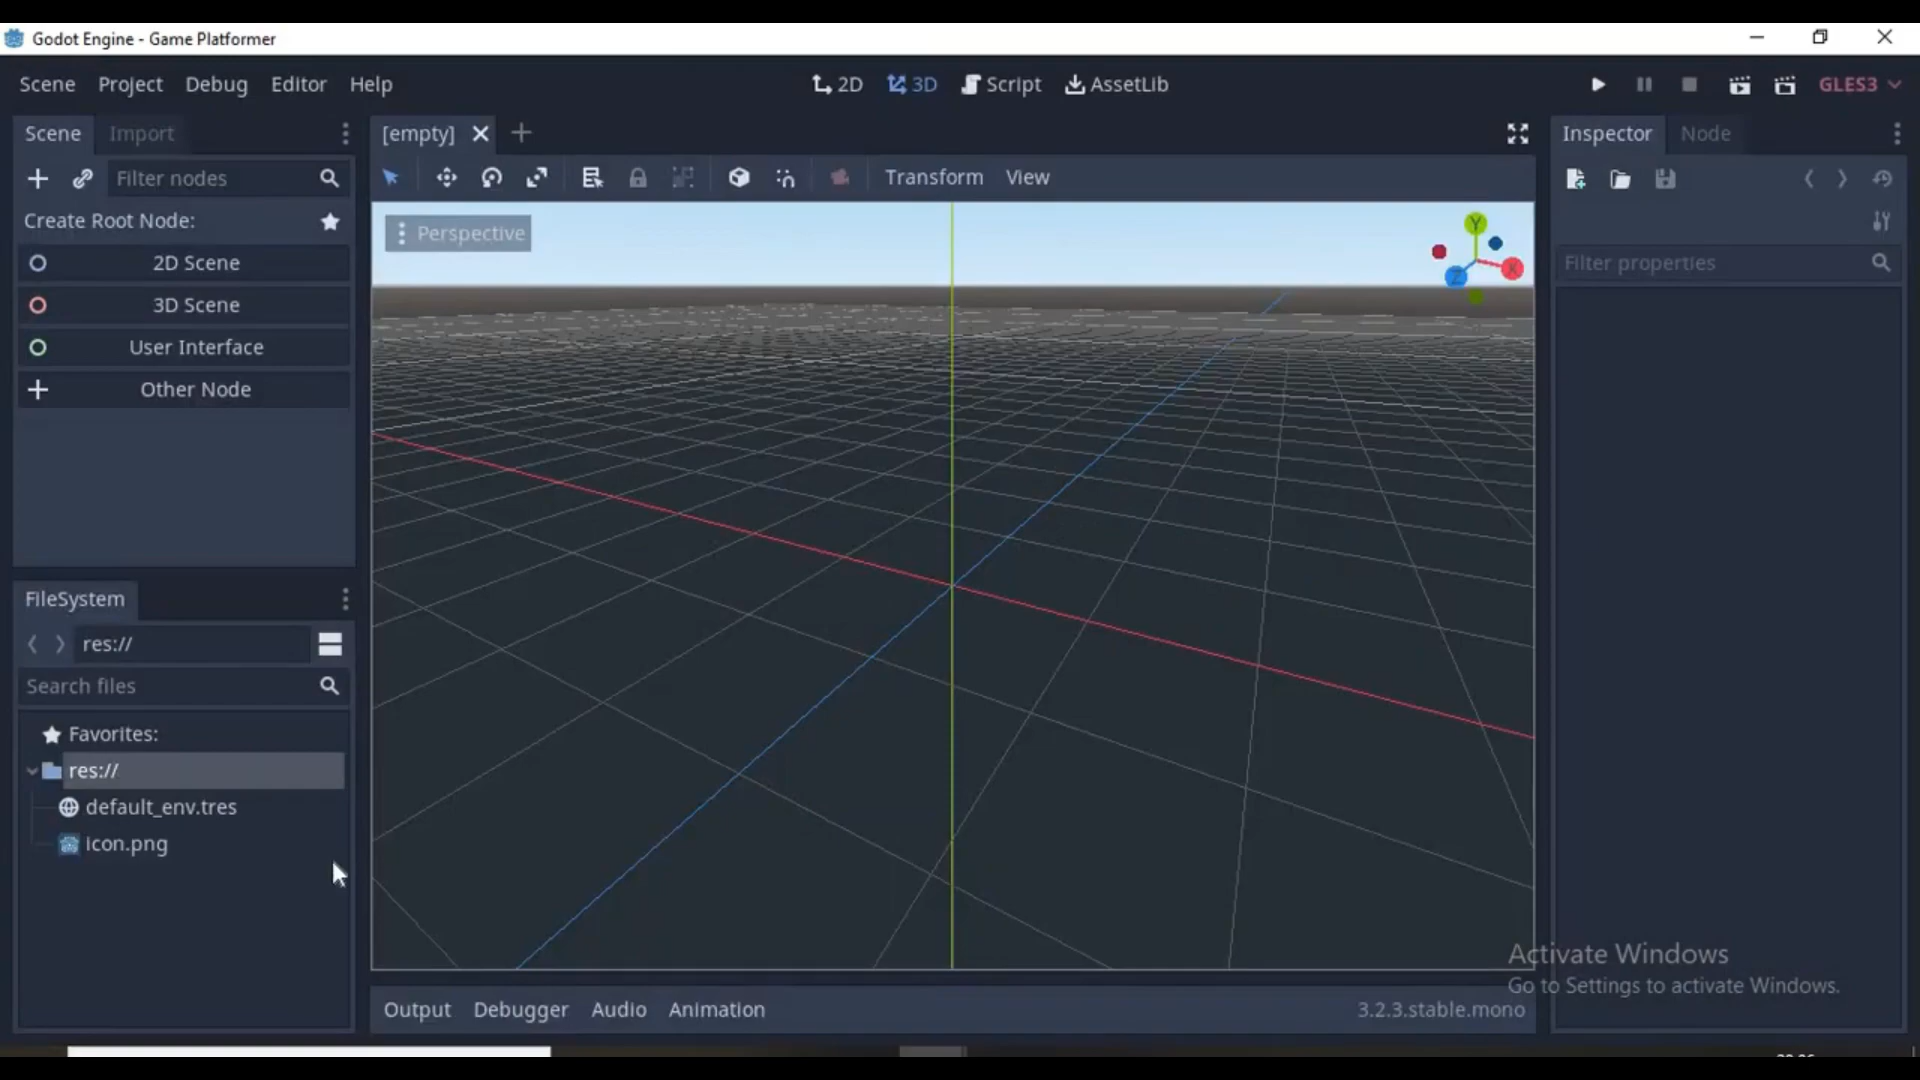 Godot Engine - Game Platformer
Scene Project Debug Editor Help
2D 3D Script AssetLib
GLES3
Scene Import
[empty]
Inspector Node
Filter nodes
Transform View
Create Root Node:
Perspective
Y
X
Z
Filter properties
2D Scene
3D Scene
User Interface
Other Node
FileSystem
res://
Search files
Favorites:
res://
default_env.tres
icon.png
Activate Windows
Go to Settings to activate Windows.
Output Debugger Audio Animation
3.2.3.stable.mono